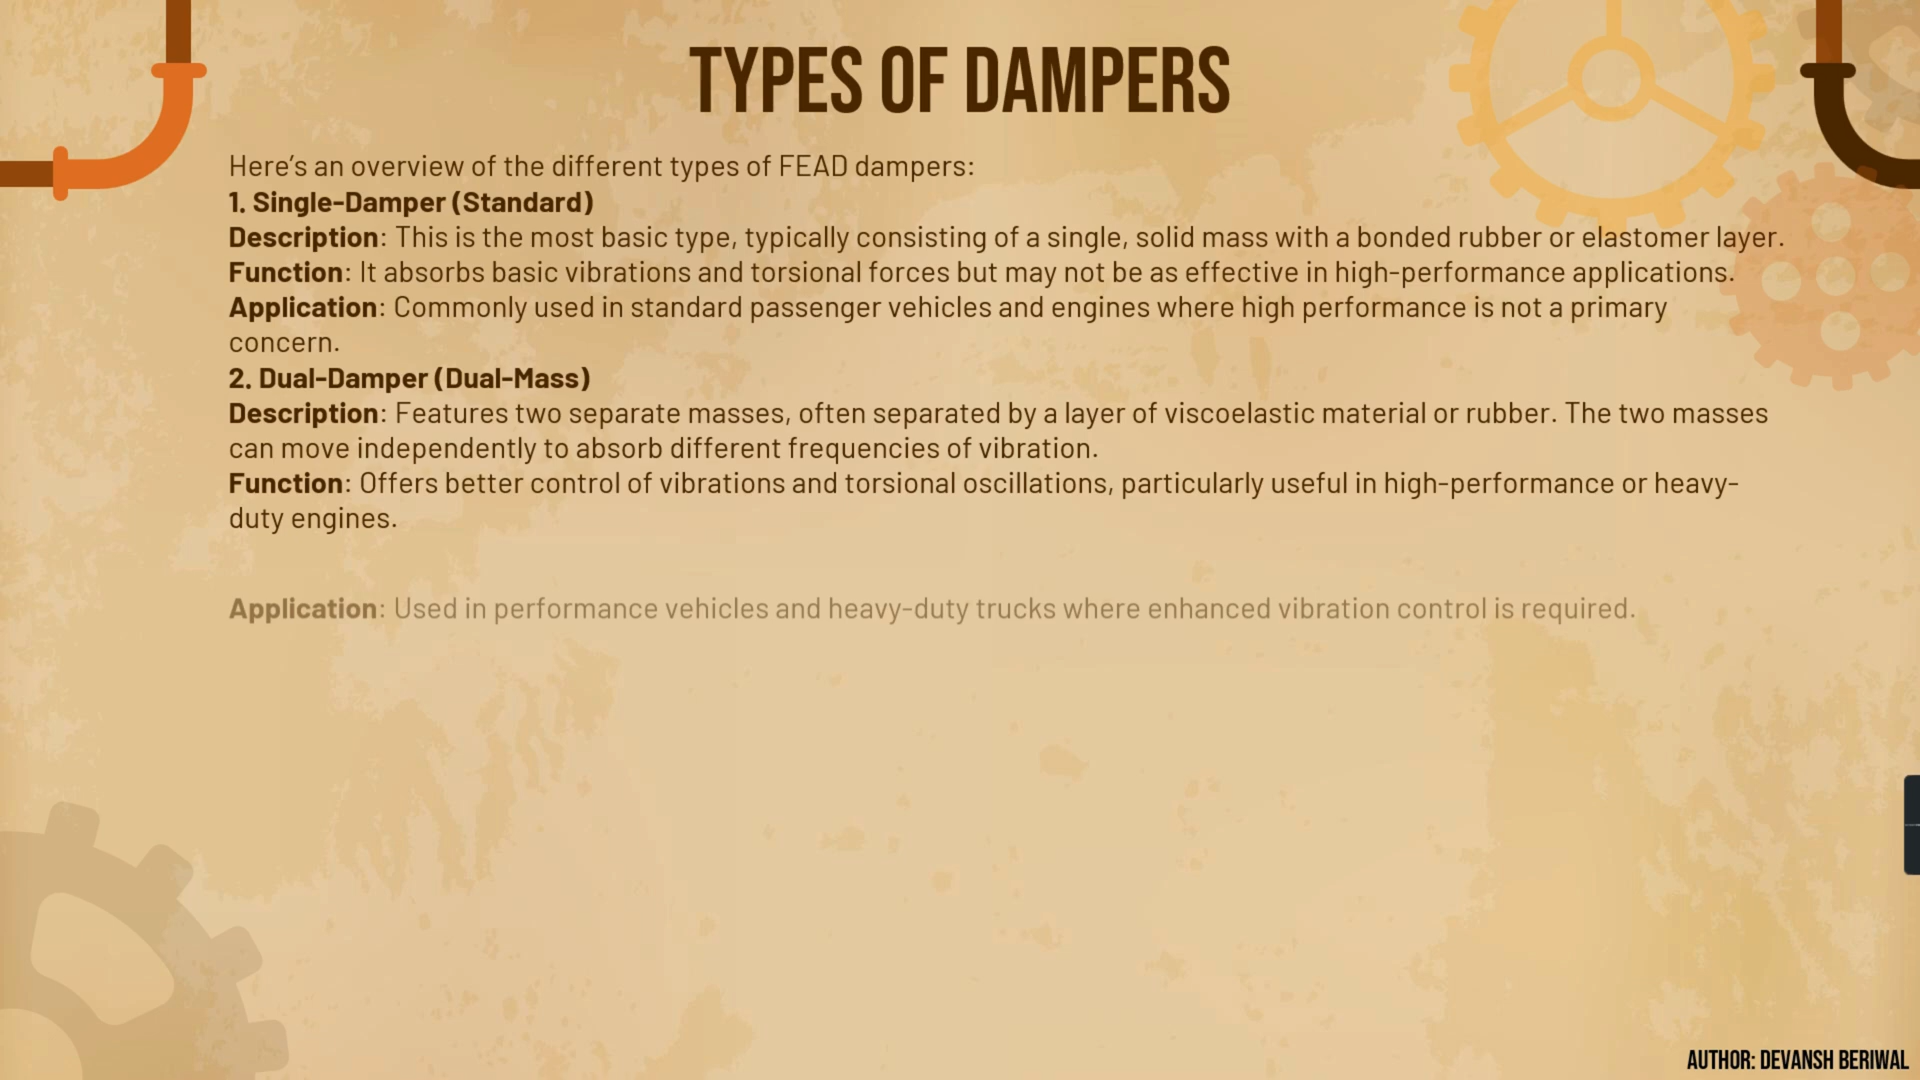 TYPES OF DAMPERS
Here’s an overview of the different types of FEAD dampers:
1. Single-Damper (Standard)
Description: This is the most basic type, typically consisting of a single, solid mass with a bonded rubber or elastomer layer.
Function: It absorbs basic vibrations and torsional forces but may not be as effective in high-performance applications.
Application: Commonly used in standard passenger vehicles and engines where high performance is not a primary
concern.
2. Dual-Damper (Dual-Mass)
Description: Features two separate masses, often separated by a layer of viscoelastic material or rubber. The two masses
can move independently to absorb different frequencies of vibration.
Function: Offers better control of vibrations and torsional oscillations, particularly useful in high-performance or heavy-
duty engines.
Application: Used in performance vehicles and heavy-duty trucks where enhanced vibration control is required.
AUTHOR: DEVANSH BERIWAL